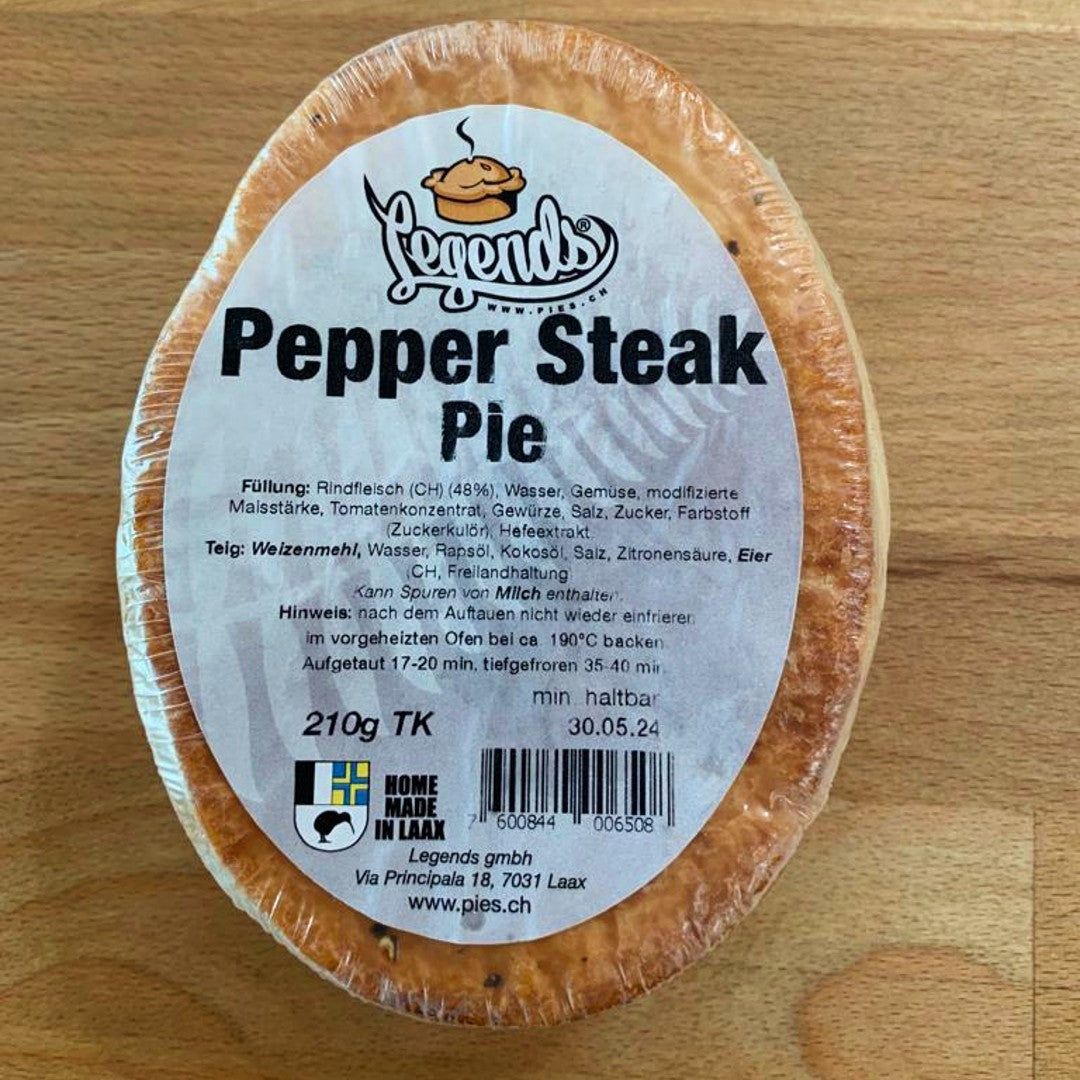 Legends®
WWW.PIES.CH
Pepper Steak
Pie
Füllung: Rindfleisch (CH) (48%), Wasser, Gemüse, modifizierte
Maisstärke, Tomatenkonzentrat, Gewürze, Salz, Zucker, Farbstoff
(Zuckerkulör), Hefeextrakt
Teig: Weizenmehl, Wasser, Rapsöl, Kokosöl, Salz, Zitronensäure, Eier
CH, Freilandhaltung
Kann Spuren von Milch enthalten.
Hinweis: nach dem Auftauen nicht wieder einfrieren
im vorgeheizten Ofen bei ca. 190°C backen
Aufgetaut 17-20 min, tiefgefroren 35-40 min
min. haltbar
210g TK 30.05.24
HOME
MADE
IN LAAX
7 600844 006508
Legends gmbh
Via Principala 18, 7031 Laax
www.pies.ch